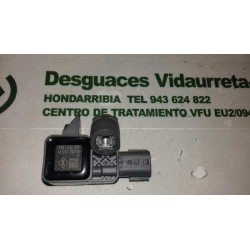 Desguaces Vidaurreta
HONDARRIBIA TEL 943 624 822
CENTRO DE TRATAMIENTO VFU EU2/094